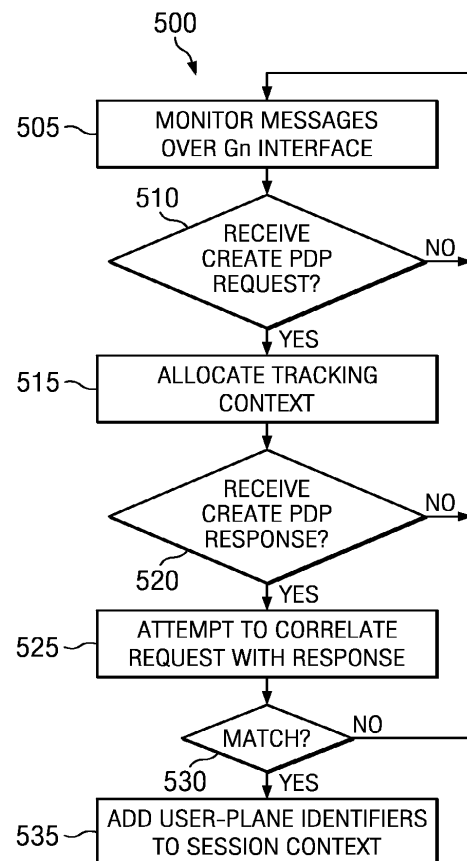 500
505
MONITOR MESSAGES
OVER Gn INTERFACE
510
RECEIVE
CREATE PDP
REQUEST?
NO
YES
515
ALLOCATE TRACKING
CONTEXT
RECEIVE
CREATE PDP
RESPONSE?
NO
520
YES
525
ATTEMPT TO CORRELATE
REQUEST WITH RESPONSE
MATCH?
NO
530
YES
535
ADD USER-PLANE IDENTIFIERS
TO SESSION CONTEXT